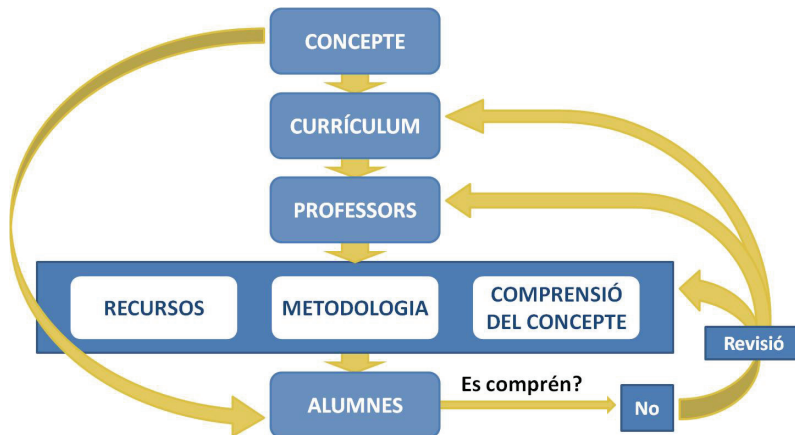 CONCEPTE
CURRÍCULUM
PROFESSORS
RECURSOS
METODOLOGIA
COMPRENSIÓ
DEL CONCEPTE
Revisió
ALUMNES
Es comprén?
No